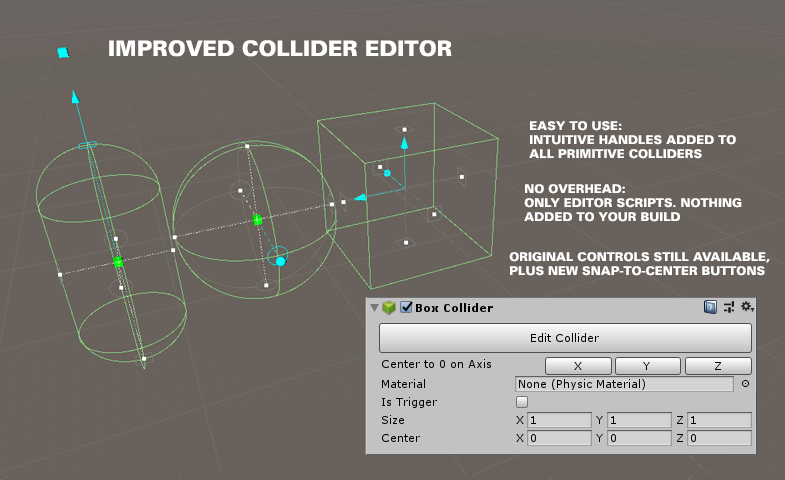 IMPROVED COLLIDER EDITOR
EASY TO USE:
INTUITIVE HANDLES ADDED TO
ALL PRIMITIVE COLLIDERS
NO OVERHEAD:
ONLY EDITOR SCRIPTS. NOTHING
ADDED TO YOUR BUILD
ORIGINAL CONTROLS STILL AVAILABLE,
PLUS NEW SNAP-TO-CENTER BUTTONS
Box Collider
Edit Collider
Center to 0 on Axis X Y Z
Material None (Physic Material)
Is Trigger
Size X 1 Y 1 Z 1
Center X 0 Y 0 Z 0